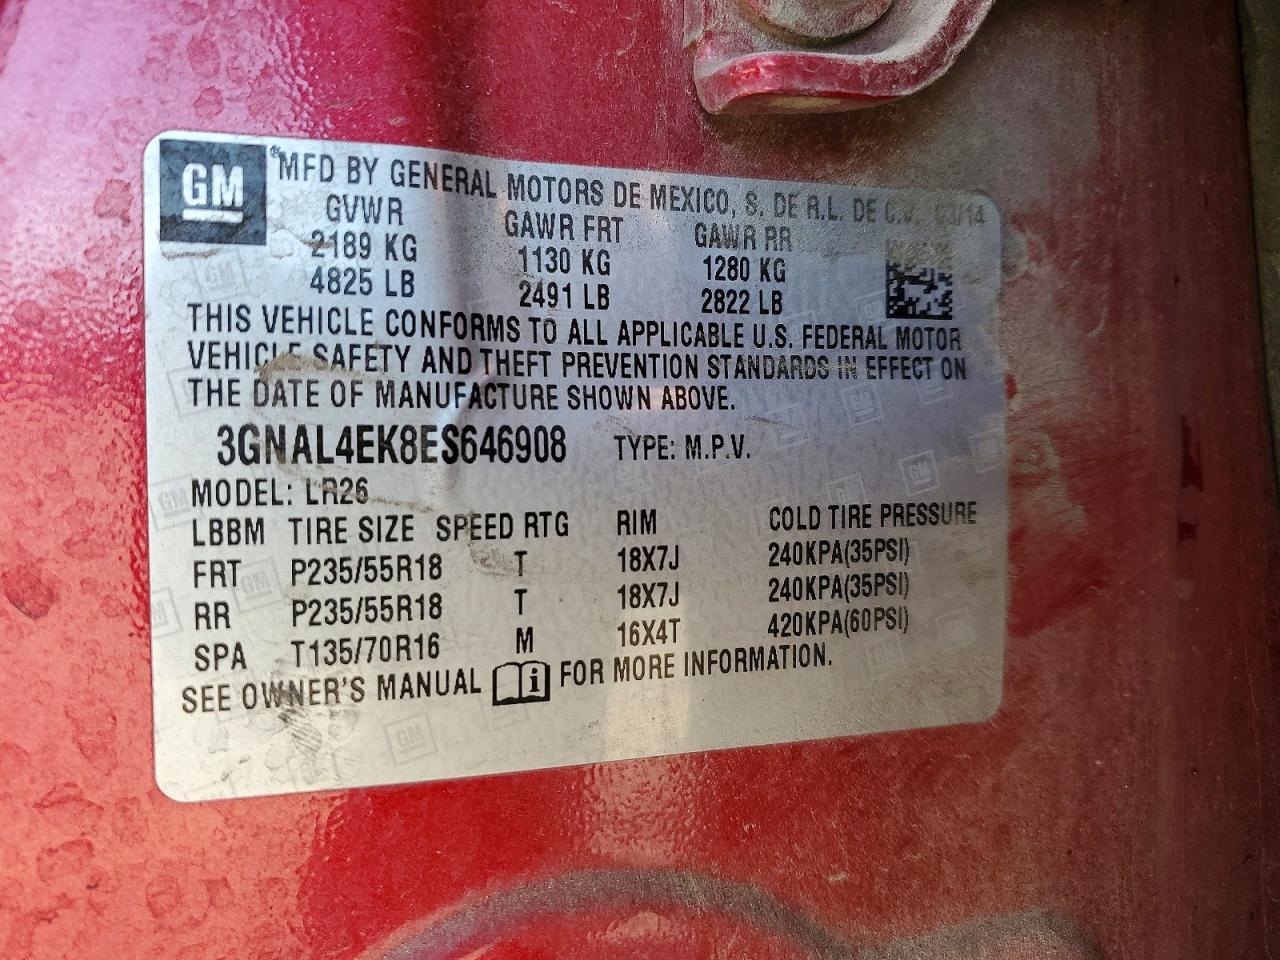 GM ® MFD BY GENERAL MOTORS DE MEXICO, S. DE R.L. DE C.V.
GVWR GAWR FRT GAWR RR
2189 KG 1130 KG 1280 KG
4825 LB 2491 LB 2822 LB
THIS VEHICLE CONFORMS TO ALL APPLICABLE U.S. FEDERAL MOTOR
VEHICLE SAFETY AND THEFT PREVENTION STANDARDS IN EFFECT ON
THE DATE OF MANUFACTURE SHOWN ABOVE.
3GNAL4EK8ES646908 TYPE: M.P.V.
MODEL: LR26
LBBM TIRE SIZE SPEED RTG RIM COLD TIRE PRESSURE
FRT P235/55R18 T 18X7J 240KPA(35PSI)
RR P235/55R18 T 18X7J 240KPA(35PSI)
SPA T135/70R16 M 16X4T 420KPA(60PSI)
SEE OWNER'S MANUAL i FOR MORE INFORMATION.